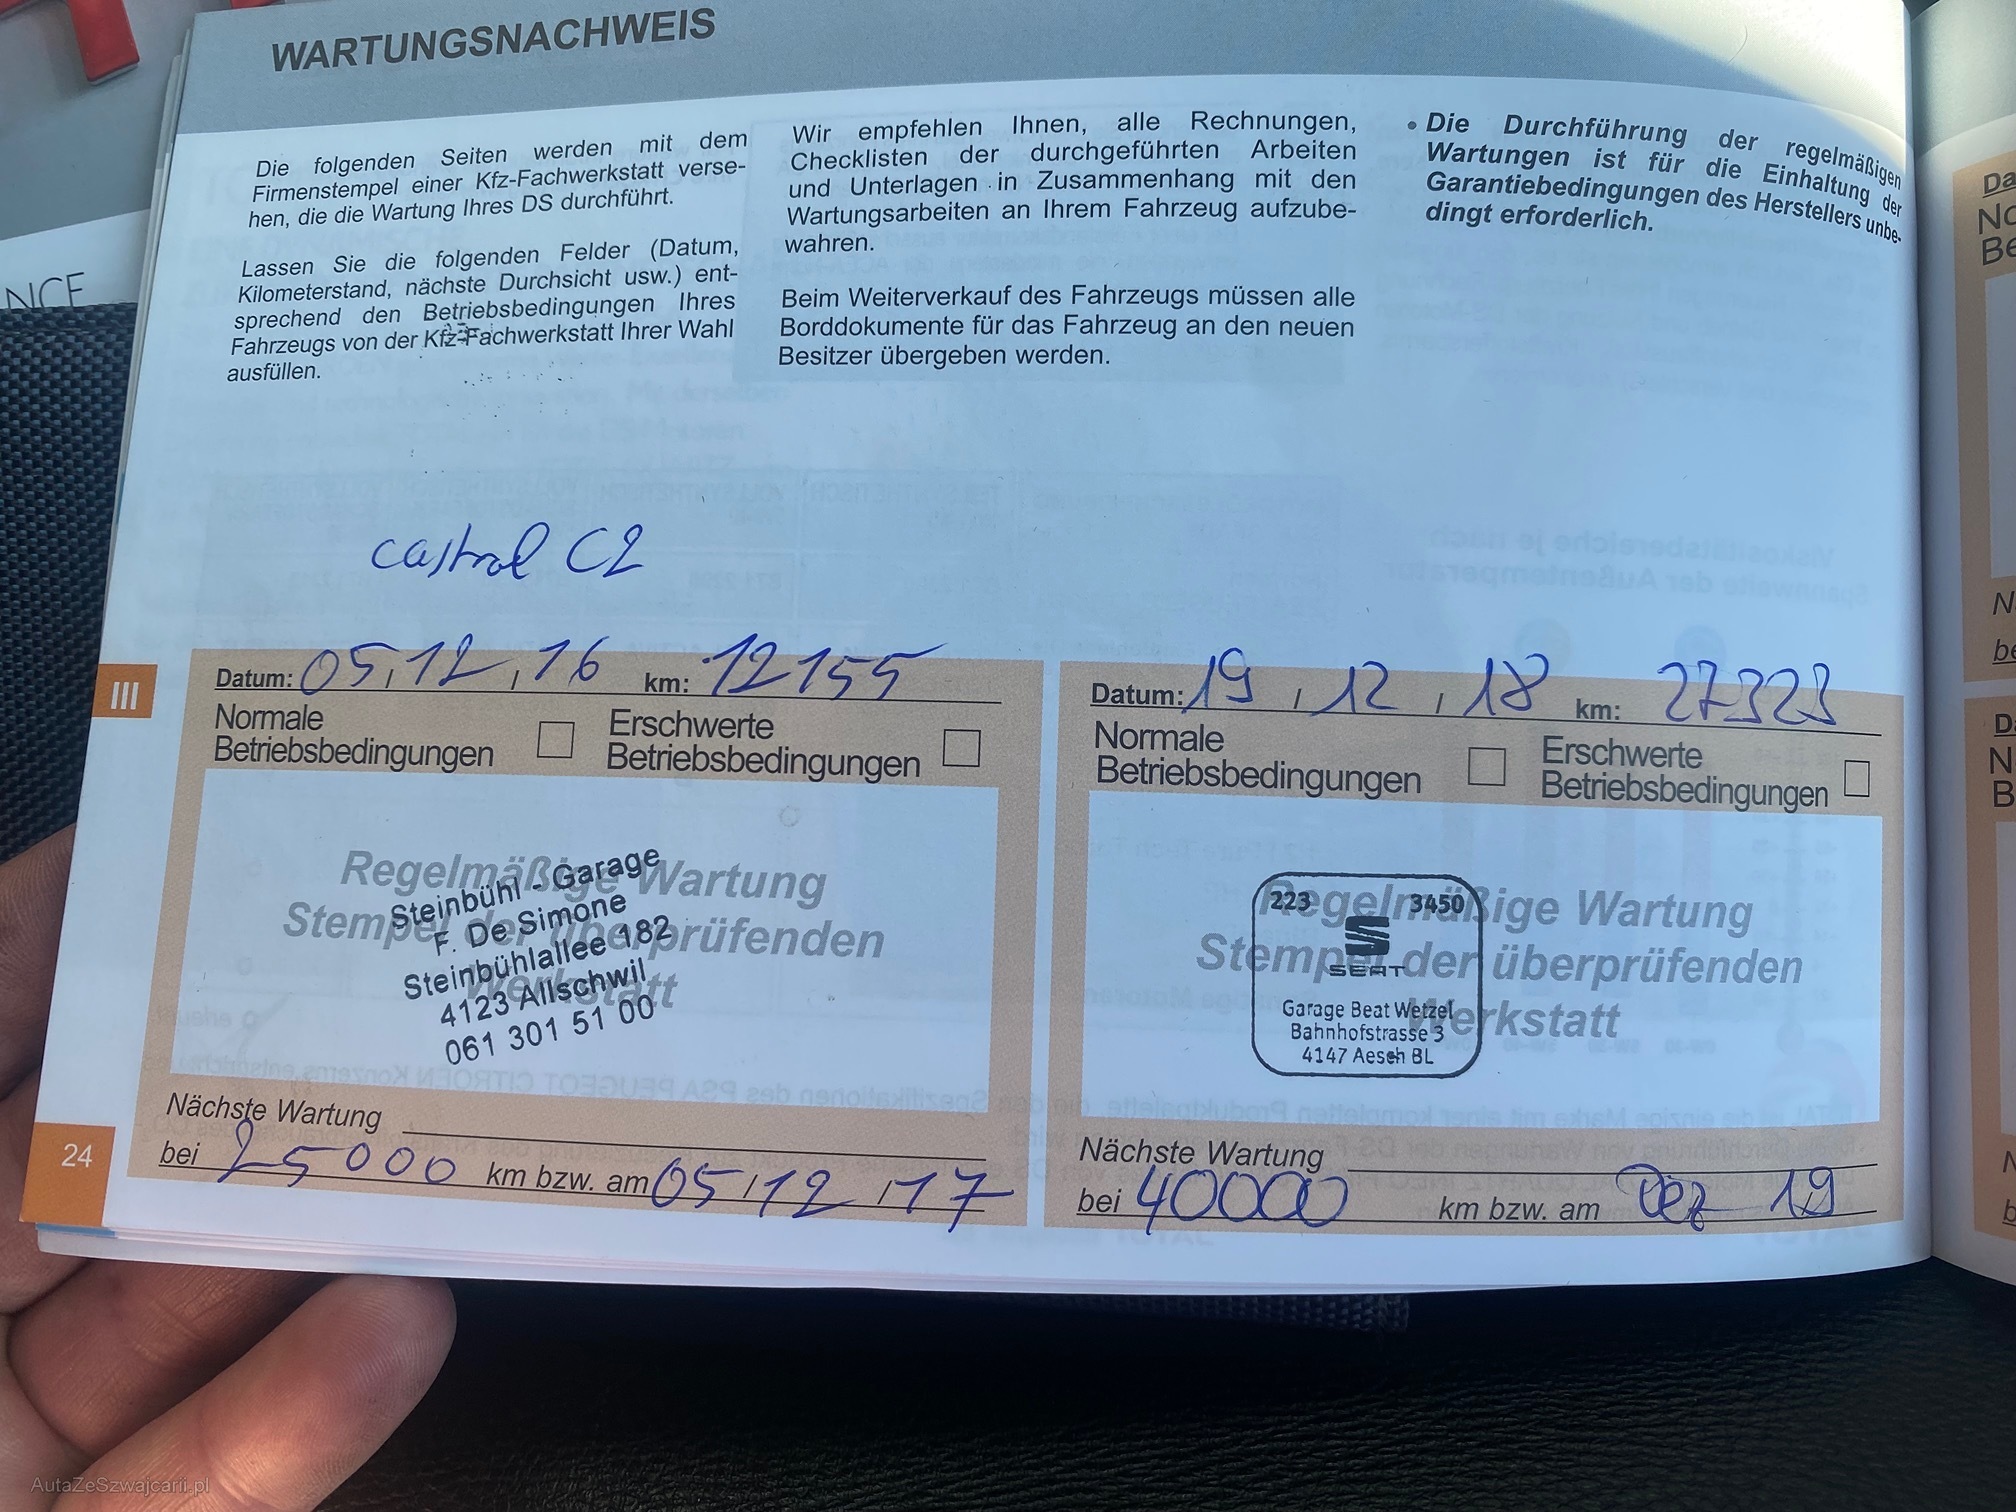 WARTUNGSNACHWEIS
Die folgenden Seiten werden mit dem
Firmenstempel einer Kfz-Fachwerkstatt verse-
hen, die die Wartung Ihres DS durchführt.
Lassen Sie die folgenden Felder (Datum,
Kilometerstand, nächste Durchsicht usw.) ent-
sprechend den Betriebsbedingungen Ihres
Fahrzeugs von der Kfz-Fachwerkstatt Ihrer Wahl
ausfüllen.
Wir empfehlen Ihnen, alle Rechnungen,
Checklisten der durchgeführten Arbeiten
und Unterlagen in Zusammenhang mit den
Wartungsarbeiten an Ihrem Fahrzeug aufzube-
wahren.
Beim Weiterverkauf des Fahrzeugs müssen alle
Borddokumente für das Fahrzeug an den neuen
Besitzer übergeben werden.
• Die Durchführung der regelmäßigen
Wartungen ist für die Einhaltung der
Garantiebedingungen des Herstellers unbe-
dingt erforderlich.
NCE
castrol C2
III
Datum: 05/12/16 km: 12155
Normale
Betriebsbedingungen
Erschwerte
Betriebsbedingungen
Regelmäßige Wartung
Stempel der überprüfenden
Werkstatt
Steinbühl - Garage
F. De Simone
Steinbühlallee 182
4123 Allschwil
061 301 51 00
Nächste Wartung
bei 25000 km bzw. am 05/12/17
Datum: 19/12/18 km: 27323
Normale
Betriebsbedingungen
Erschwerte
Betriebsbedingungen
Regelmäßige Wartung
Stempel der überprüfenden
Werkstatt
223 3450
SEAT
Garage Beat Wetzel
Bahnhofstrasse 3
4147 Aesch BL
Nächste Wartung
bei 40000 km bzw. am Dez 19
24
AutaZeSzwajcarii.pl